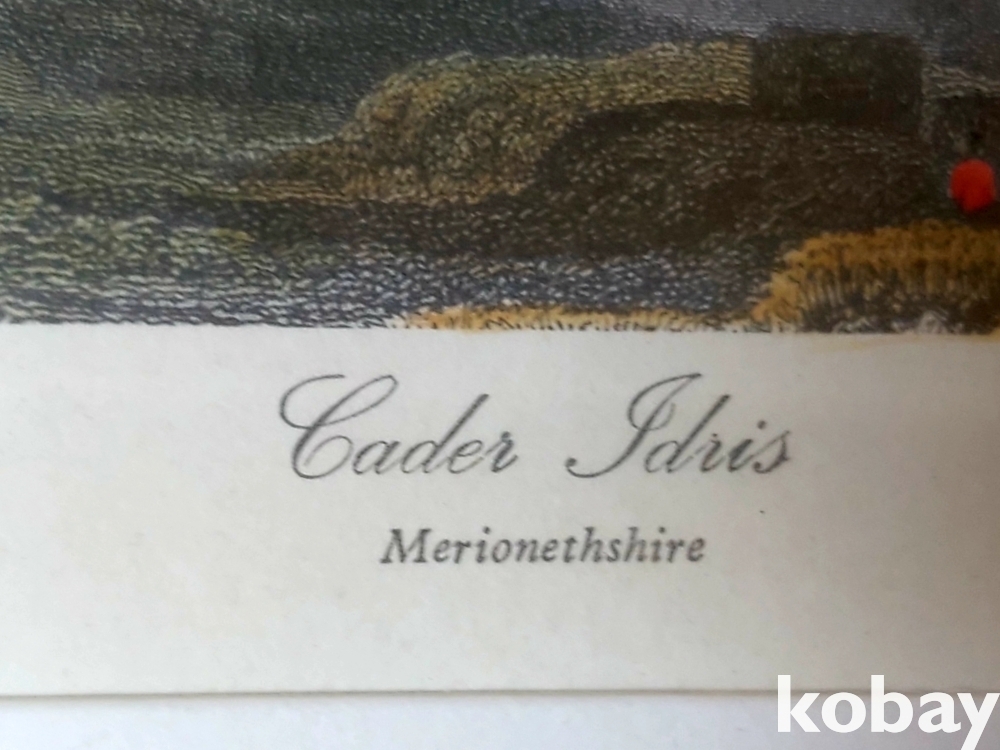 Cader Idris
Merionethshire
kobay